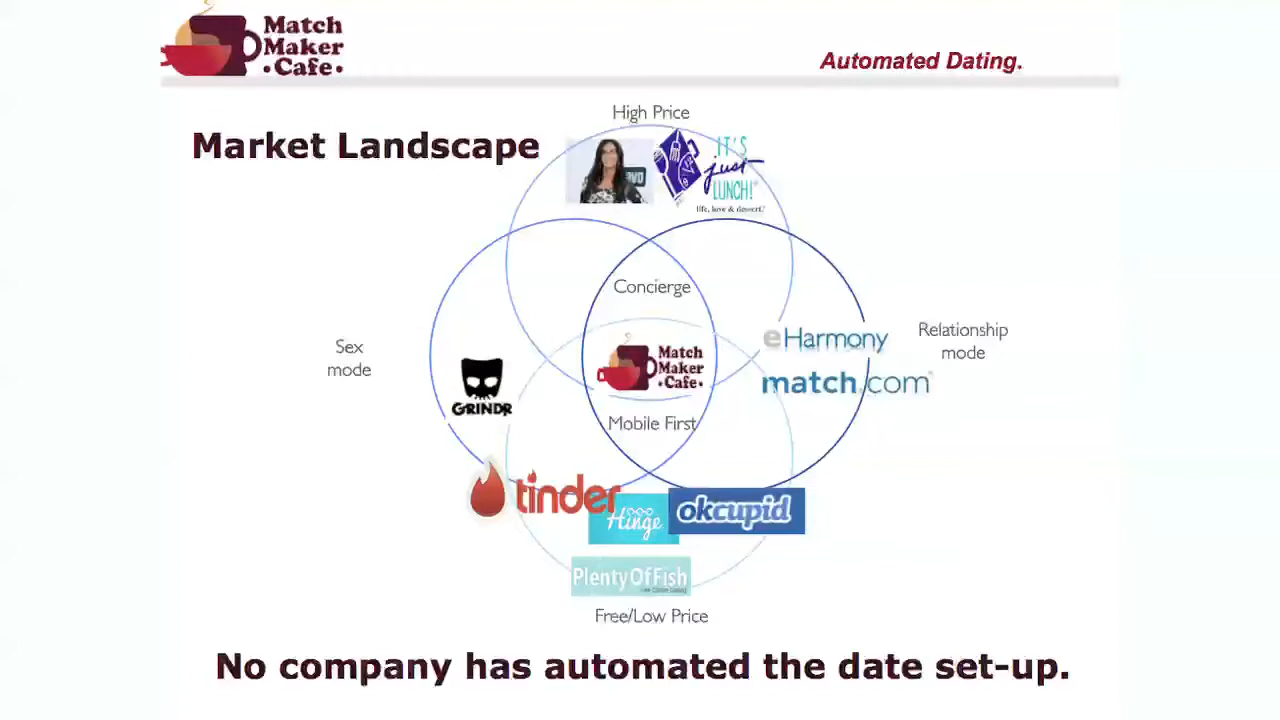 Match
Maker
•Cafe•
Automated Dating.
Market Landscape
High Price
IT'S
just
LUNCH!
life, love & dessert.
Concierge
Sex
mode
GRINDR
Match
Maker
•Cafe•
eHarmony
match.com
Relationship
mode
Mobile First
tinder
Hinge
okcupid
PlentyOfFish
Free/Low Price
No company has automated the date set-up.